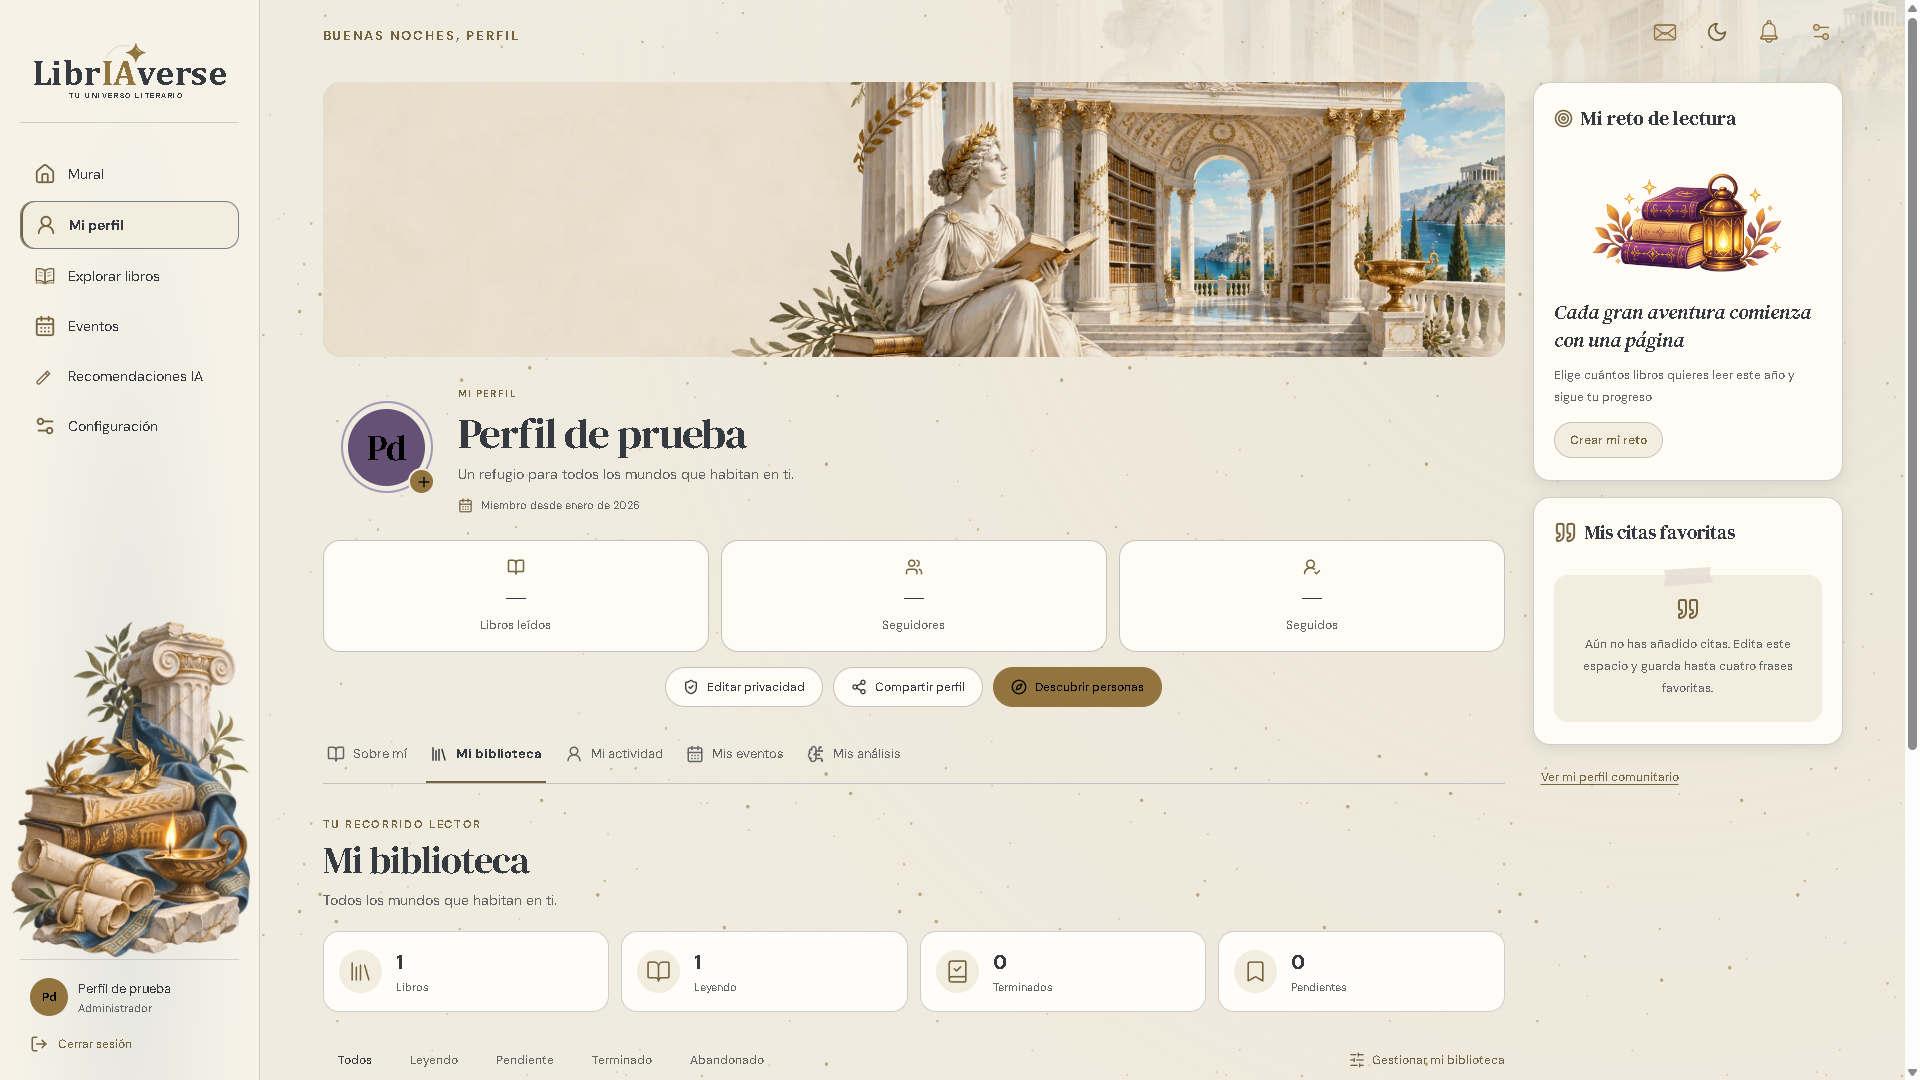 LibrIAverse
TU UNIVERSO LITERARIO
Mural
Mi perfil
Explorar libros
Eventos
Recomendaciones IA
Configuración
Pd
Perfil de prueba
Administrador
Cerrar sesión
BUENAS NOCHES, PERFIL
Pd
MI PERFIL
Perfil de prueba
Un refugio para todos los mundos que habitan en ti.
Miembro desde enero de 2026
—
Libros leídos
—
Seguidores
—
Seguidos
Editar privacidad
Compartir perfil
Descubrir personas
Sobre mí
Mi biblioteca
Mi actividad
Mis eventos
Mis análisis
TU RECORRIDO LECTOR
Mi biblioteca
Todos los mundos que habitan en ti.
1
Libros
1
Leyendo
0
Terminados
0
Pendientes
Todos
Leyendo
Pendiente
Terminado
Abandonado
Gestionar mi biblioteca
Mi reto de lectura
Cada gran aventura comienza
con una página
Elige cuántos libros quieres leer este año y
sigue tu progreso
Crear mi reto
Mis citas favoritas
Aún no has añadido citas. Edita este
espacio y guarda hasta cuatro frases
favoritas.
Ver mi perfil comunitario